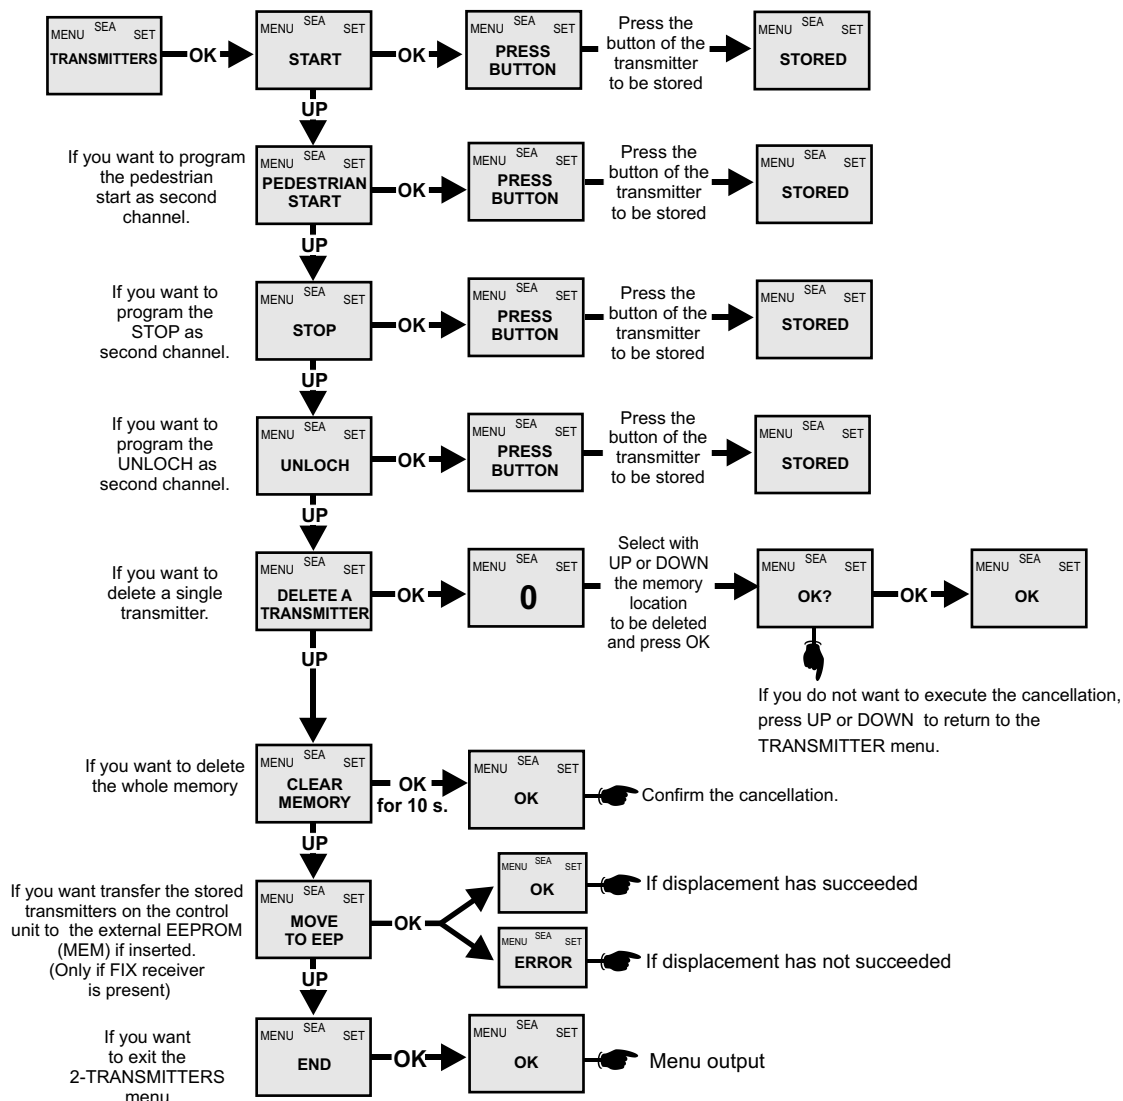 MENU SEA SET
TRANSMITTERS
OK
MENU SEA SET
START
OK
MENU SEA SET
PRESS
BUTTON
Press the
button of the
transmitter
to be stored
MENU SEA SET
STORED
UP
If you want to program
the pedestrian
start as second
channel.
MENU SEA SET
PEDESTRIAN
START
OK
MENU SEA SET
PRESS
BUTTON
Press the
button of the
transmitter
to be stored
MENU SEA SET
STORED
UP
If you want to
program the
STOP as
second channel.
MENU SEA SET
STOP
OK
MENU SEA SET
PRESS
BUTTON
Press the
button of the
transmitter
to be stored
MENU SEA SET
STORED
UP
If you want to
program the
UNLOCH as
second channel.
MENU SEA SET
UNLOCH
OK
MENU SEA SET
PRESS
BUTTON
Press the
button of the
transmitter
to be stored
MENU SEA SET
STORED
UP
If you want to
delete a single
transmitter.
MENU SEA SET
DELETE A
TRANSMITTER
OK
MENU SEA SET
0
Select with
UP or DOWN
the memory
location
to be deleted
and press OK
MENU SEA SET
OK?
OK
MENU SEA SET
OK
If you do not want to execute the cancellation,
press UP or DOWN to return to the
TRANSMITTER menu.
UP
If you want to delete
the whole memory
MENU SEA SET
CLEAR
MEMORY
OK
for 10 s.
MENU SEA SET
OK
Confirm the cancellation.
UP
If you want transfer the stored
transmitters on the control
unit to the external EEPROM
(MEM) if inserted.
(Only if FIX receiver
is present)
MENU SEA SET
MOVE
TO EEP
OK
MENU SEA SET
OK
If displacement has succeeded
MENU SEA SET
ERROR
If displacement has not succeeded
UP
If you want
to exit the
2-TRANSMITTERS
menu
MENU SEA SET
END
OK
MENU SEA SET
OK
Menu output